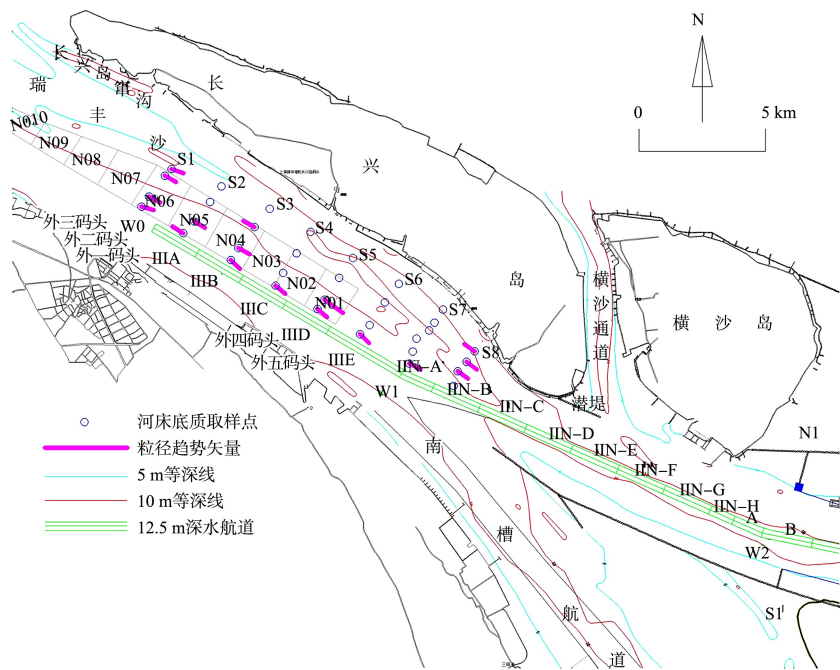 N
0
5 km
长兴岛
串沟
长
兴
岛
瑞
丰
沙
N010
N09
N08
N07
N06
N05
N04
N03
N02
N01
S1
S2
S3
S4
S5
S6
S7
S8
外三码头
外二码头
外一码头
W0
IIIA
IIIB
IIIC
IIID
IIIE
外四码头
外五码头
W1
IIN-A
IIN-B
IIN-C
IIN-D
IIN-E
IIN-F
IIN-G
IIN-H
A
B
横沙通道
横沙岛
潜堤
N1
W2
S1'
南
槽
航
道
河床底质取样点
粒径趋势矢量
5 m等深线
10 m等深线
12.5 m深水航道